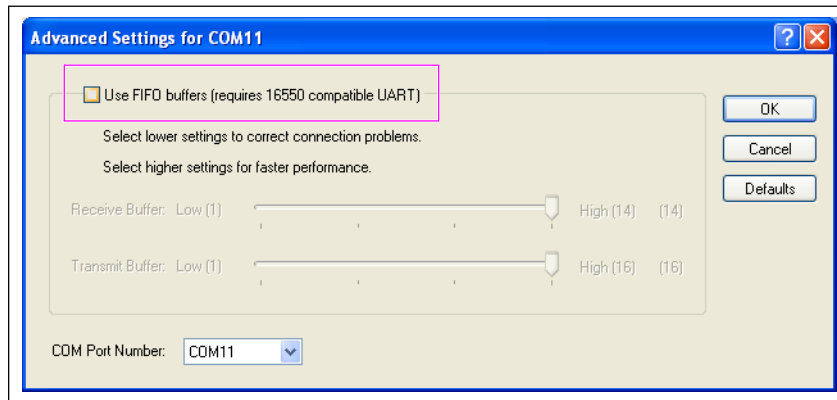 Advanced Settings for COM11
Use FIFO buffers (requires 16550 compatible UART)
OK
Select lower settings to correct connection problems.
Cancel
Select higher settings for faster performance.
Defaults
Receive Buffer: Low (1) High (14) (14)
Transmit Buffer: Low (1) High (16) (16)
COM Port Number: COM11